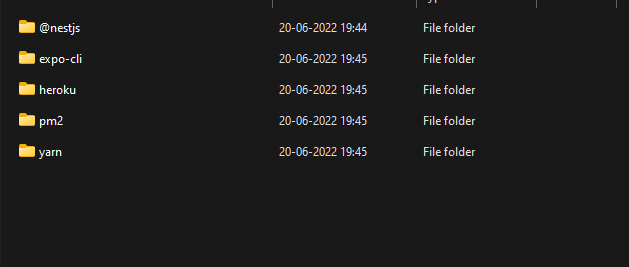 @nestjs 20-06-2022 19:44 File folder
expo-cli 20-06-2022 19:45 File folder
heroku 20-06-2022 19:45 File folder
pm2 20-06-2022 19:45 File folder
yarn 20-06-2022 19:45 File folder